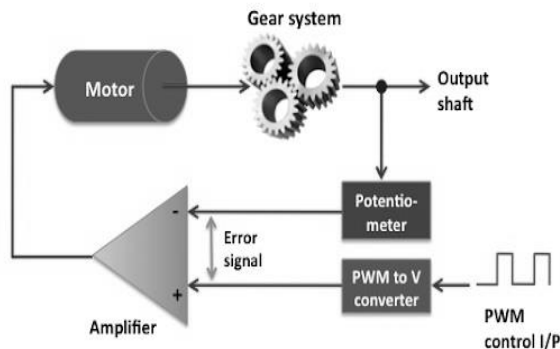 Gear system
Motor
Output
shaft
Potentio-
meter
-
Error
signal
+
PWM to V
converter
Amplifier
PWM
control I/P